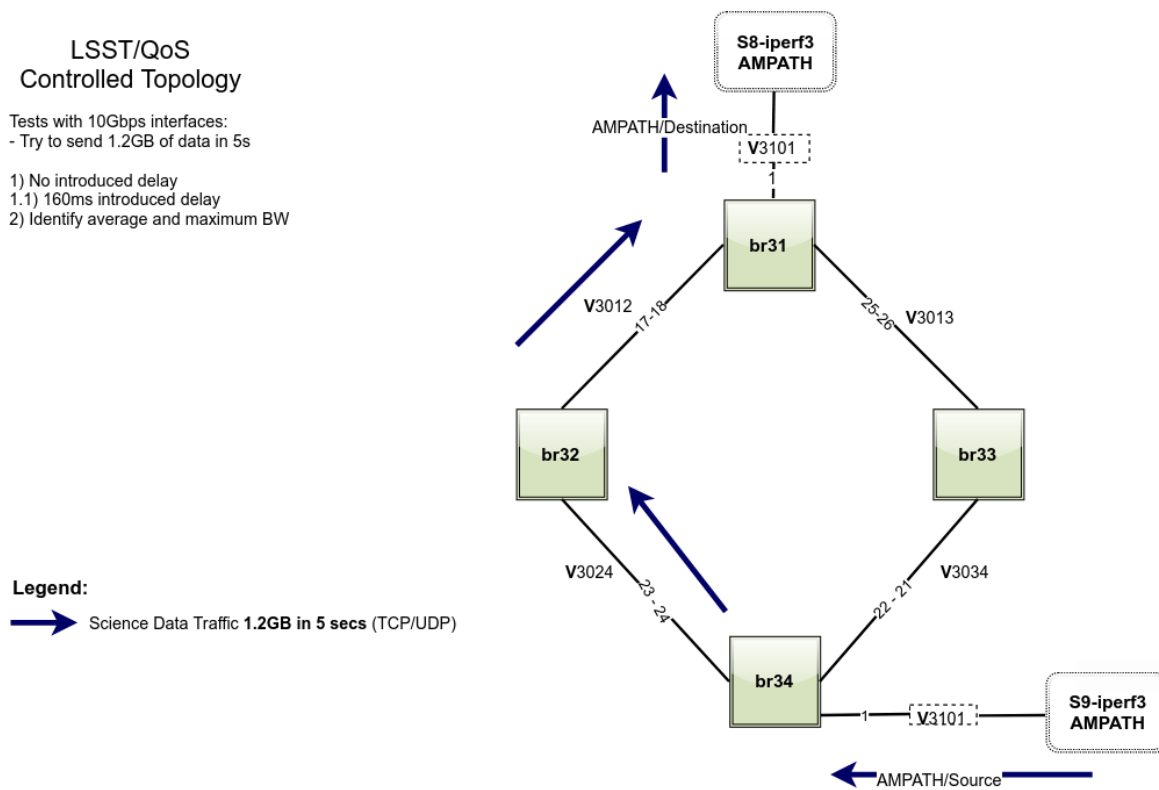 LSST/QoS
Controlled Topology
Tests with 10Gbps interfaces:
- Try to send 1.2GB of data in 5s
1) No introduced delay
1.1) 160ms introduced delay
2) Identify average and maximum BW
S8-iperf3
AMPATH
AMPATH/Destination
V3101
1
br31
V3012
17-18
25-26
V3013
br32
br33
V3024
23 - 24
22 - 21
V3034
Legend:
Science Data Traffic 1.2GB in 5 secs (TCP/UDP)
br34
1
V3101
S9-iperf3
AMPATH
AMPATH/Source